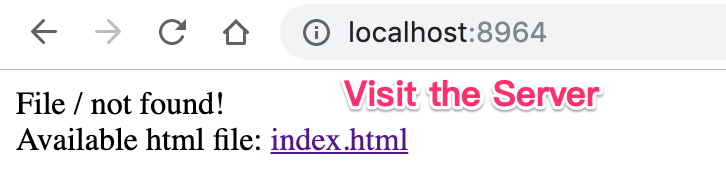 localhost:8964
Visit the Server
File / not found!
Available html file: index.html